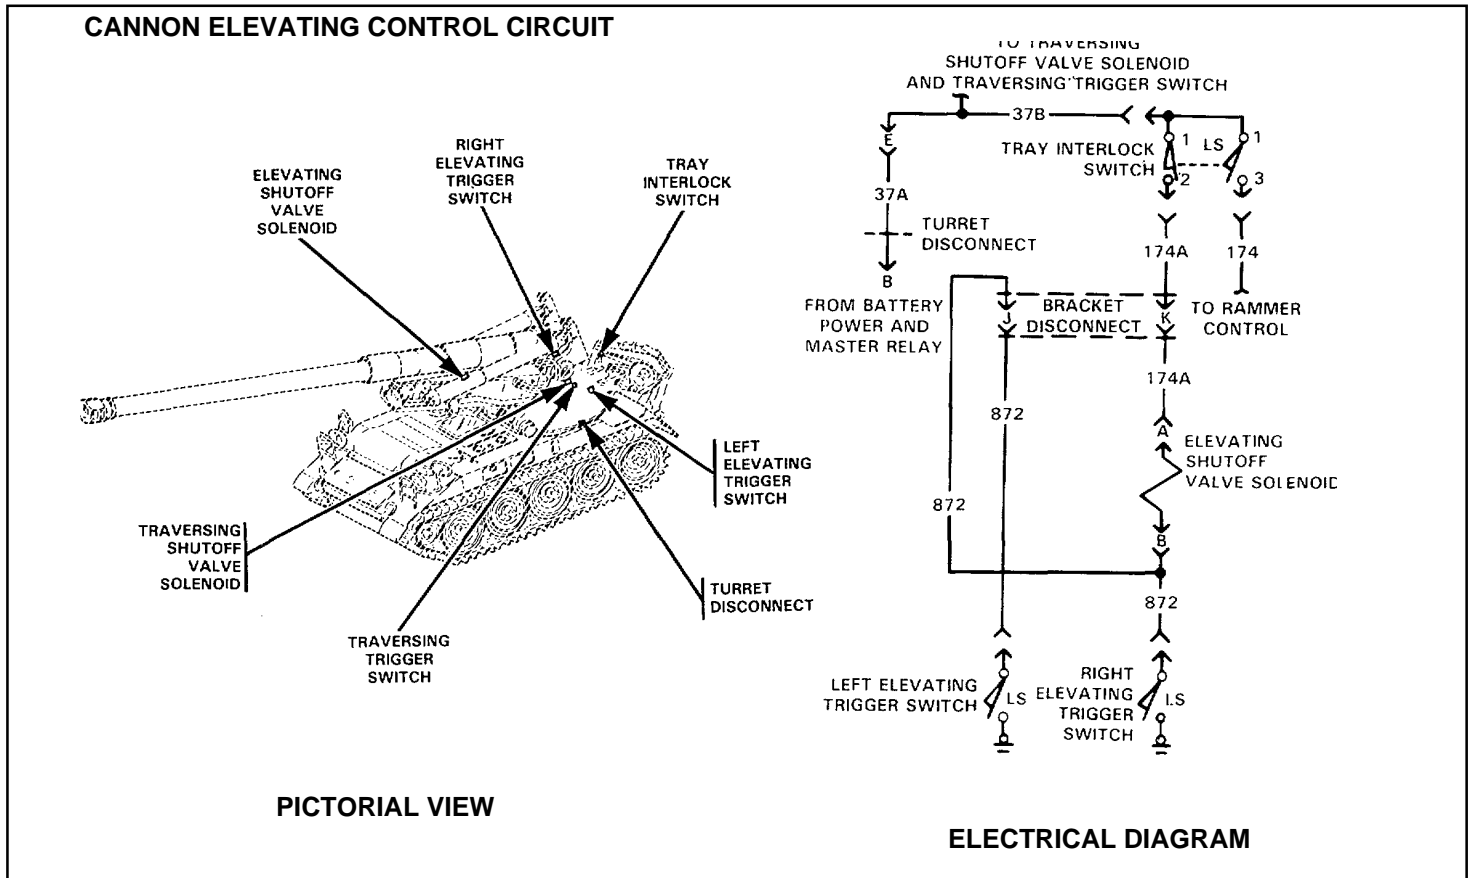 CANNON ELEVATING CONTROL CIRCUIT
RIGHT
ELEVATING
TRIGGER
SWITCH
TRAY
INTERLOCK
SWITCH
ELEVATING
SHUTOFF
VALVE
SOLENOID
LEFT
ELEVATING
TRIGGER
SWITCH
TRAVERSING
SHUTOFF
VALVE
SOLENOID
TURRET
DISCONNECT
TRAVERSING
TRIGGER
SWITCH
PICTORIAL VIEW
TO TRAVERSING
SHUTOFF VALVE SOLENOID
AND TRAVERSING TRIGGER SWITCH
37B
E
TRAY INTERLOCK
SWITCH
1
LS
1
2
3
37A
TURRET
DISCONNECT
B
174A
174
FROM BATTERY
POWER AND
MASTER RELAY
J
BRACKET
DISCONNECT
K
TO RAMMER
CONTROL
174A
872
A
ELEVATING
SHUTOFF
VALVE SOLENOID
872
B
872
LEFT ELEVATING
TRIGGER SWITCH
LS
RIGHT
ELEVATING
TRIGGER
SWITCH
LS
ELECTRICAL DIAGRAM